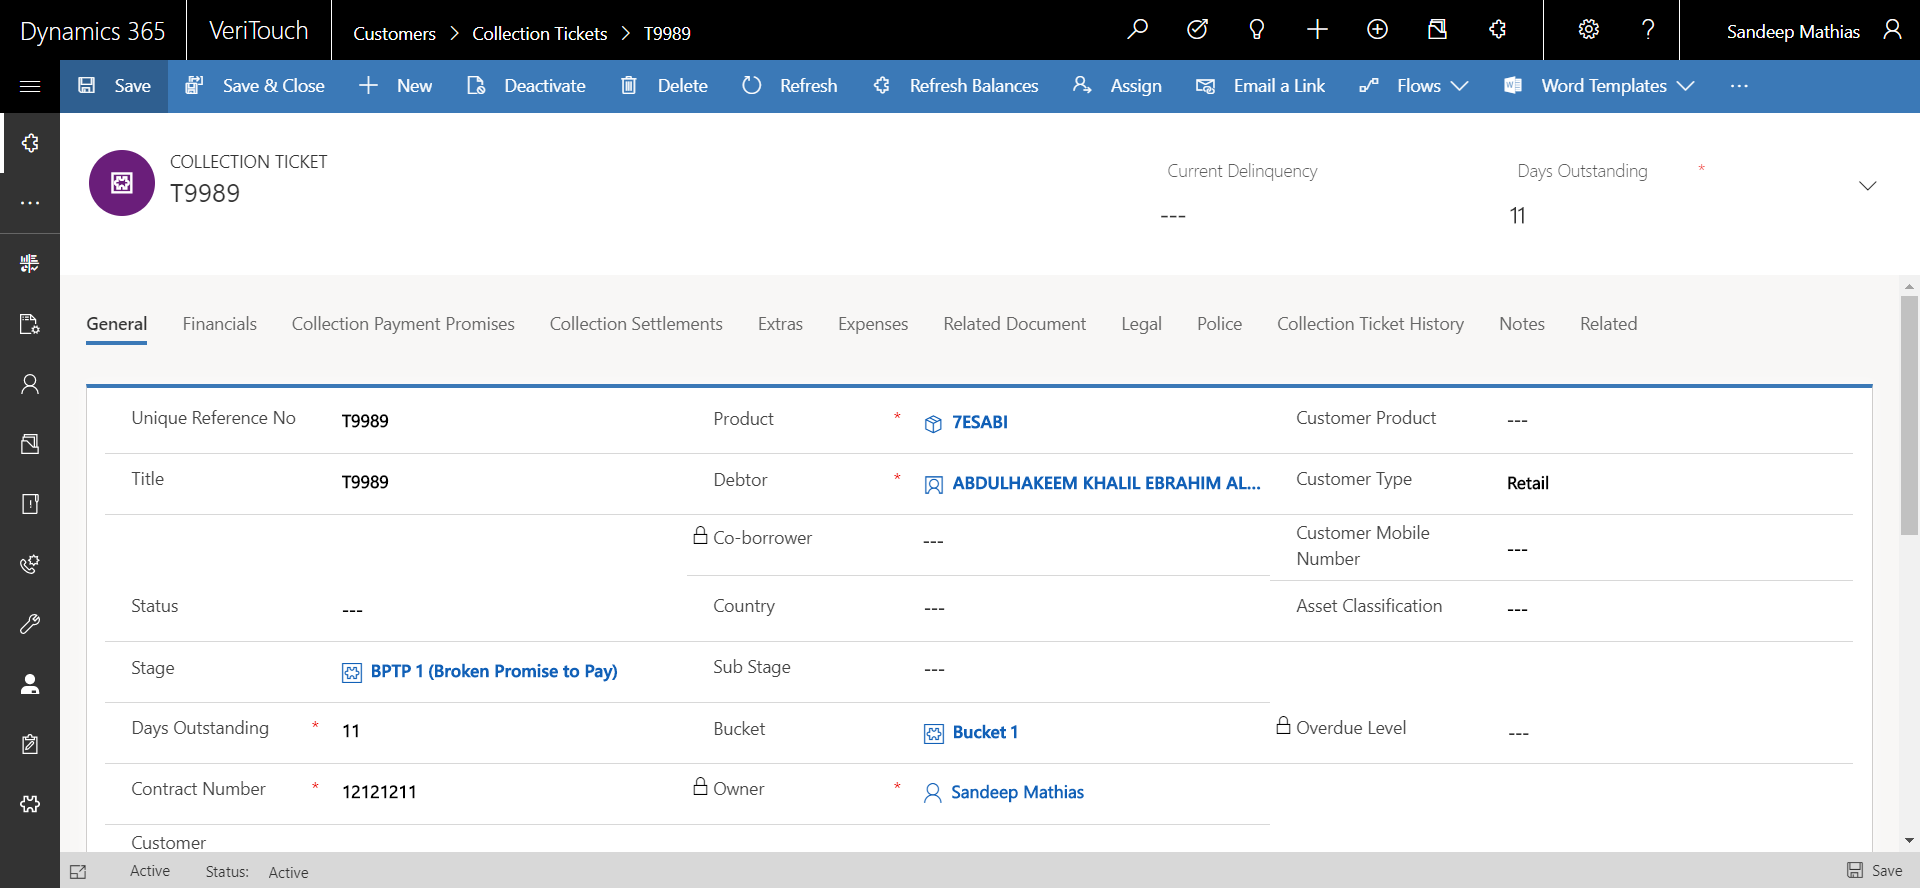 Dynamics 365 VeriTouch Customers > Collection Tickets > T9989 Sandeep Mathias
Save Save & Close New Deactivate Delete Refresh Refresh Balances Assign Email a Link Flows Word Templates ...
COLLECTION TICKET
T9989
Current Delinquency
---
Days Outstanding *
11
General Financials Collection Payment Promises Collection Settlements Extras Expenses Related Document Legal Police Collection Ticket History Notes Related
Unique Reference No T9989 Product * 7ESABI Customer Product ---
Title T9989 Debtor * ABDULHAKEEM KHALIL EBRAHIM AL... Customer Type Retail
Co-borrower --- Customer Mobile
Number ---
Status --- Country --- Asset Classification ---
Stage BPTP 1 (Broken Promise to Pay) Sub Stage ---
Days Outstanding * 11 Bucket Bucket 1 Overdue Level ---
Contract Number * 12121211 Owner * Sandeep Mathias
Customer
Active Status: Active Save